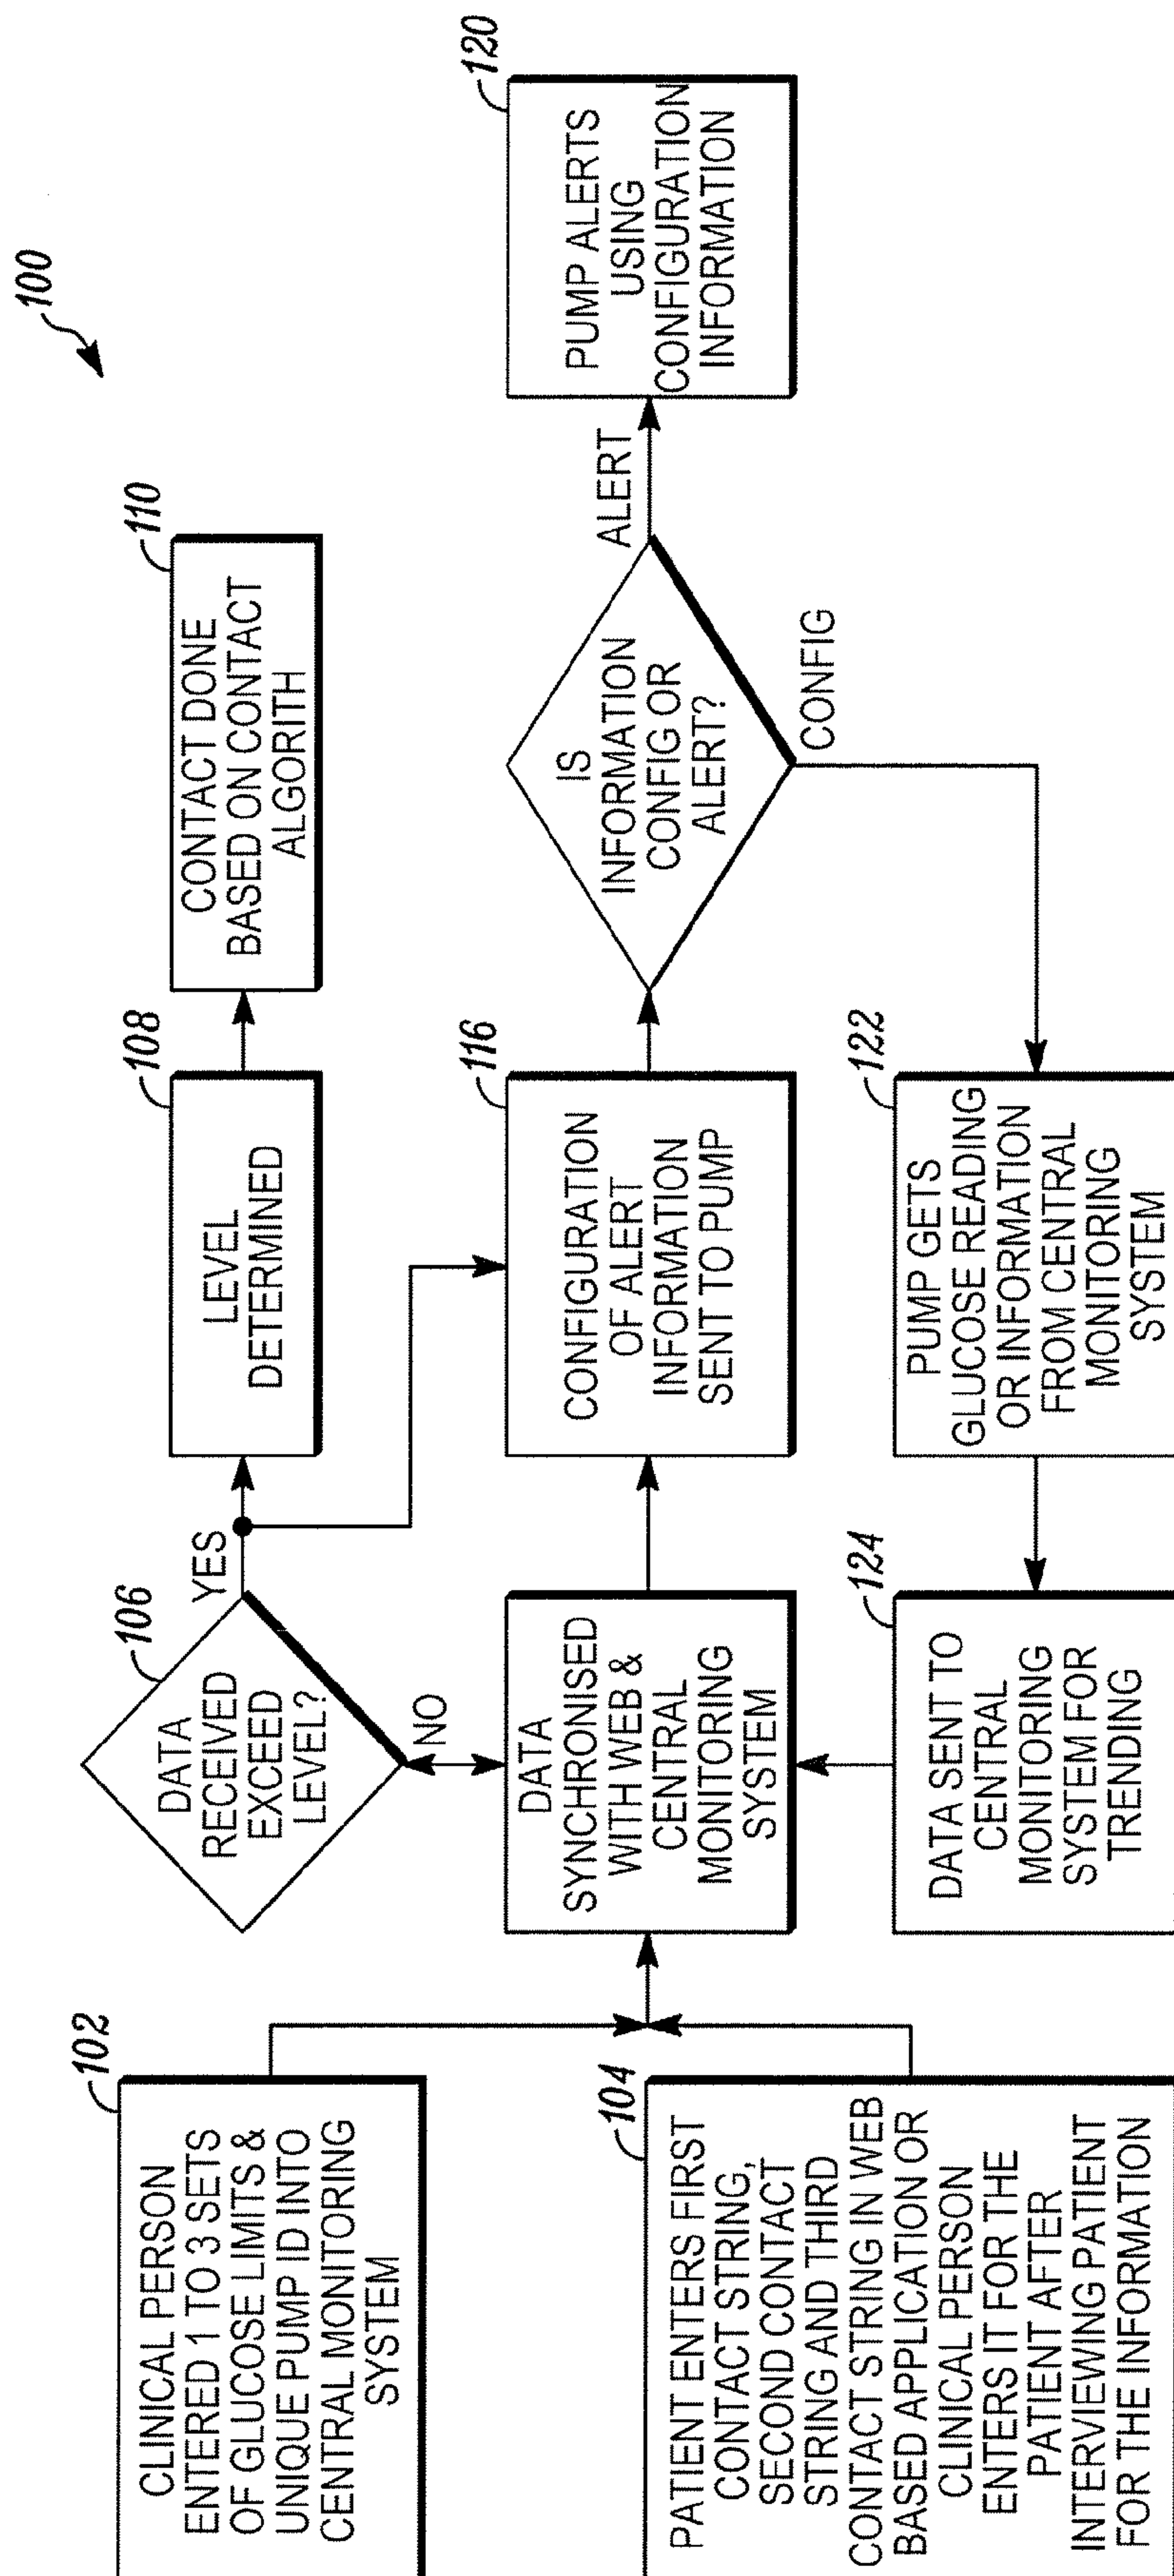 100
102
CLINICAL PERSON
ENTERED 1 TO 3 SETS
OF GLUCOSE LIMITS &
UNIQUE PUMP ID INTO
CENTRAL MONITORING
SYSTEM
104
PATIENT ENTERS FIRST
CONTACT STRING,
SECOND CONTACT
STRING AND THIRD
CONTACT STRING IN WEB
BASED APPLICATION OR
CLINICAL PERSON
ENTERS IT FOR THE
PATIENT AFTER
INTERVIEWING PATIENT
FOR THE INFORMATION
106
DATA
RECEIVED
EXCEED
LEVEL?
YES
NO
DATA
SYNCHRONISED
WITH WEB &
CENTRAL
MONITORING
SYSTEM
124
DATA SENT TO
CENTRAL
MONITORING
SYSTEM FOR
TRENDING
108
LEVEL
DETERMINED
116
CONFIGURATION
OF ALERT
INFORMATION
SENT TO PUMP
122
PUMP GETS
GLUCOSE READING
OR INFORMATION
FROM CENTRAL
MONITORING
SYSTEM
110
CONTACT DONE
BASED ON CONTACT
ALGORITH
IS
INFORMATION
CONFIG OR
ALERT?
ALERT
CONFIG
120
PUMP ALERTS
USING
CONFIGURATION
INFORMATION